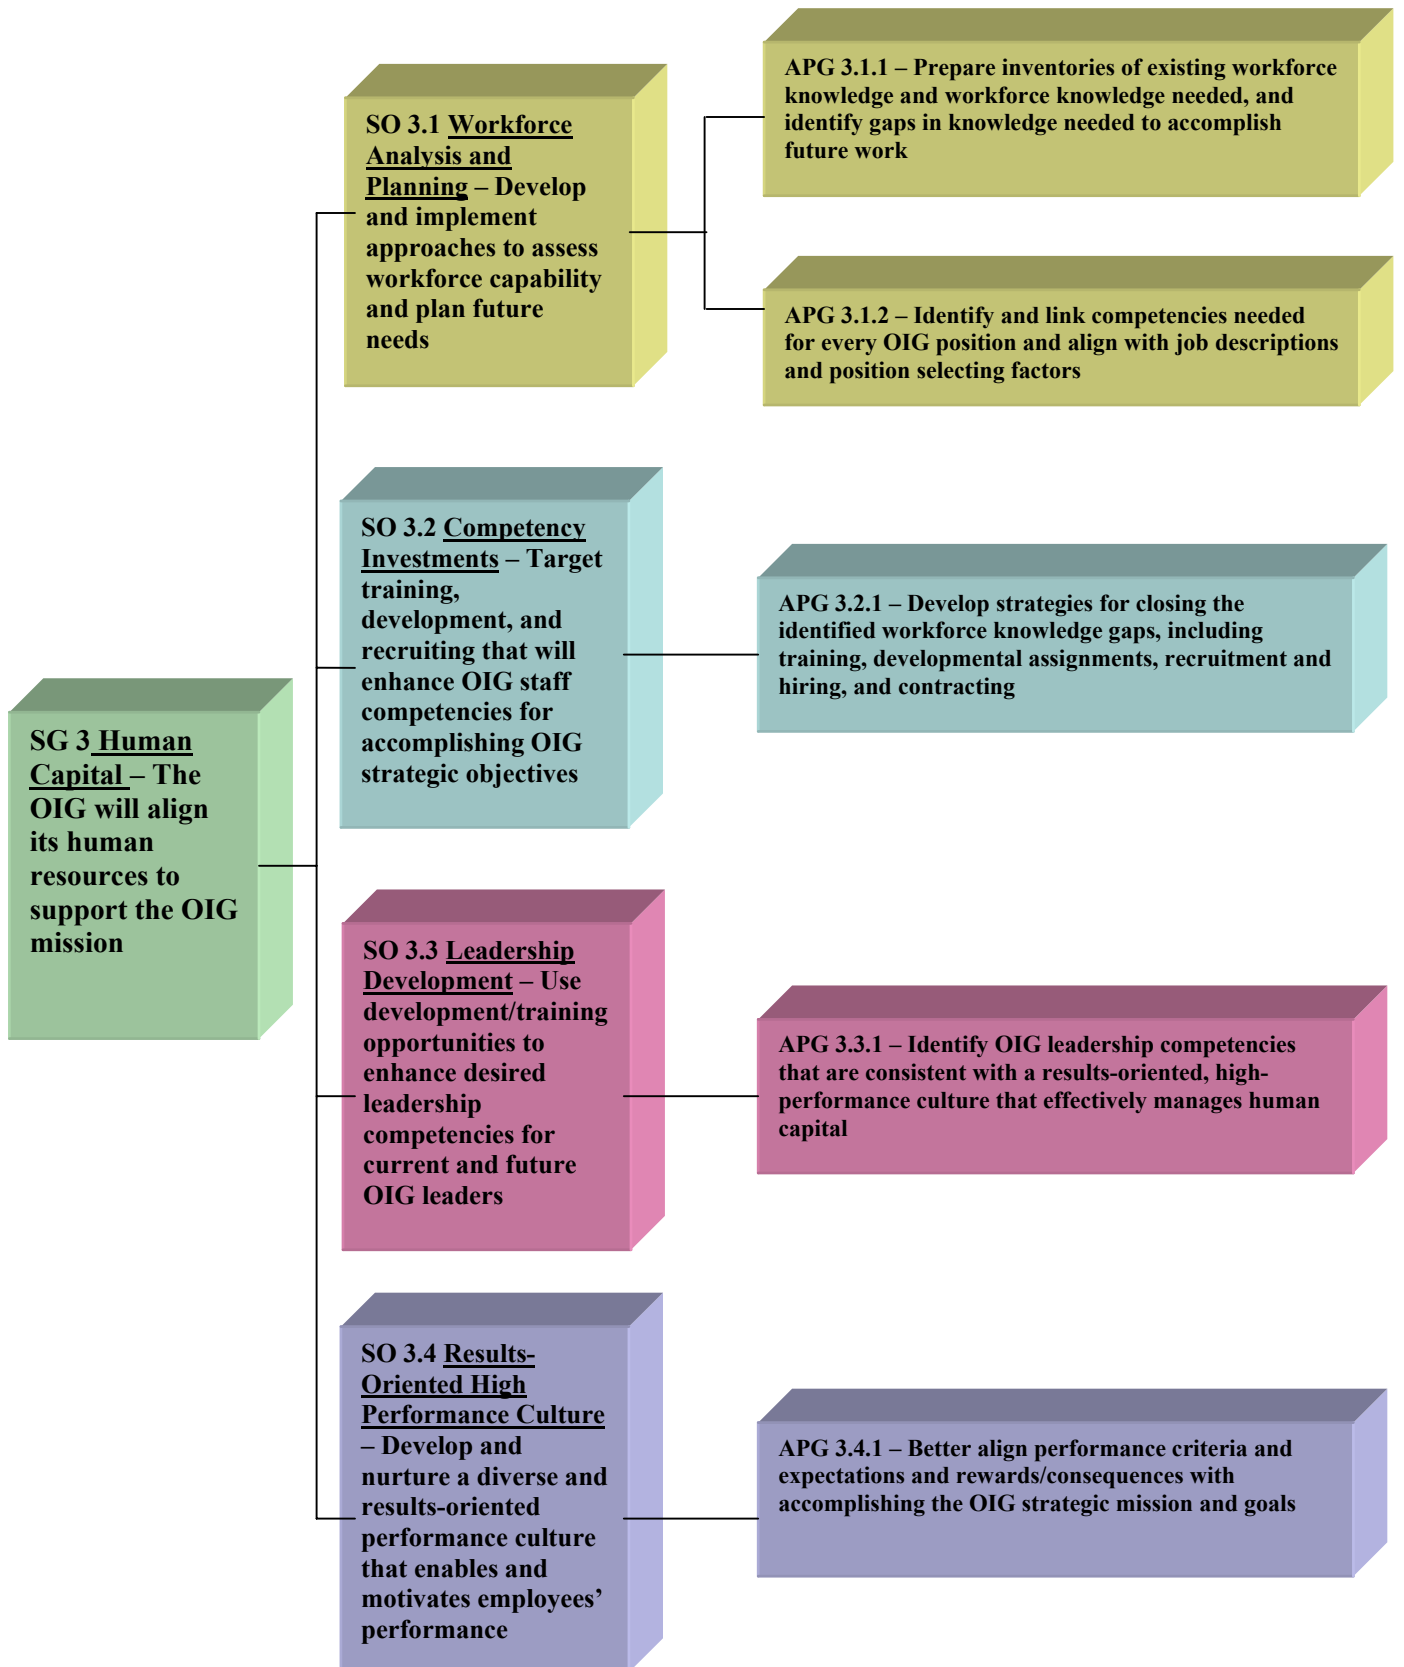 SG 3 Human
Capital – The
OIG will align
its human
resources to
support the OIG
mission
SO 3.1 Workforce
Analysis and
Planning – Develop
and implement
approaches to assess
workforce capability
and plan future
needs
APG 3.1.1 – Prepare inventories of existing workforce
knowledge and workforce knowledge needed, and
identify gaps in knowledge needed to accomplish
future work
APG 3.1.2 – Identify and link competencies needed
for every OIG position and align with job descriptions
and position selecting factors
SO 3.2 Competency
Investments – Target
training,
development, and
recruiting that will
enhance OIG staff
competencies for
accomplishing OIG
strategic objectives
APG 3.2.1 – Develop strategies for closing the
identified workforce knowledge gaps, including
training, developmental assignments, recruitment and
hiring, and contracting
SO 3.3 Leadership
Development – Use
development/training
opportunities to
enhance desired
leadership
competencies for
current and future
OIG leaders
APG 3.3.1 – Identify OIG leadership competencies
that are consistent with a results-oriented, high-
performance culture that effectively manages human
capital
SO 3.4 Results-
Oriented High
Performance Culture
– Develop and
nurture a diverse and
results-oriented
performance culture
that enables and
motivates employees’
performance
APG 3.4.1 – Better align performance criteria and
expectations and rewards/consequences with
accomplishing the OIG strategic mission and goals